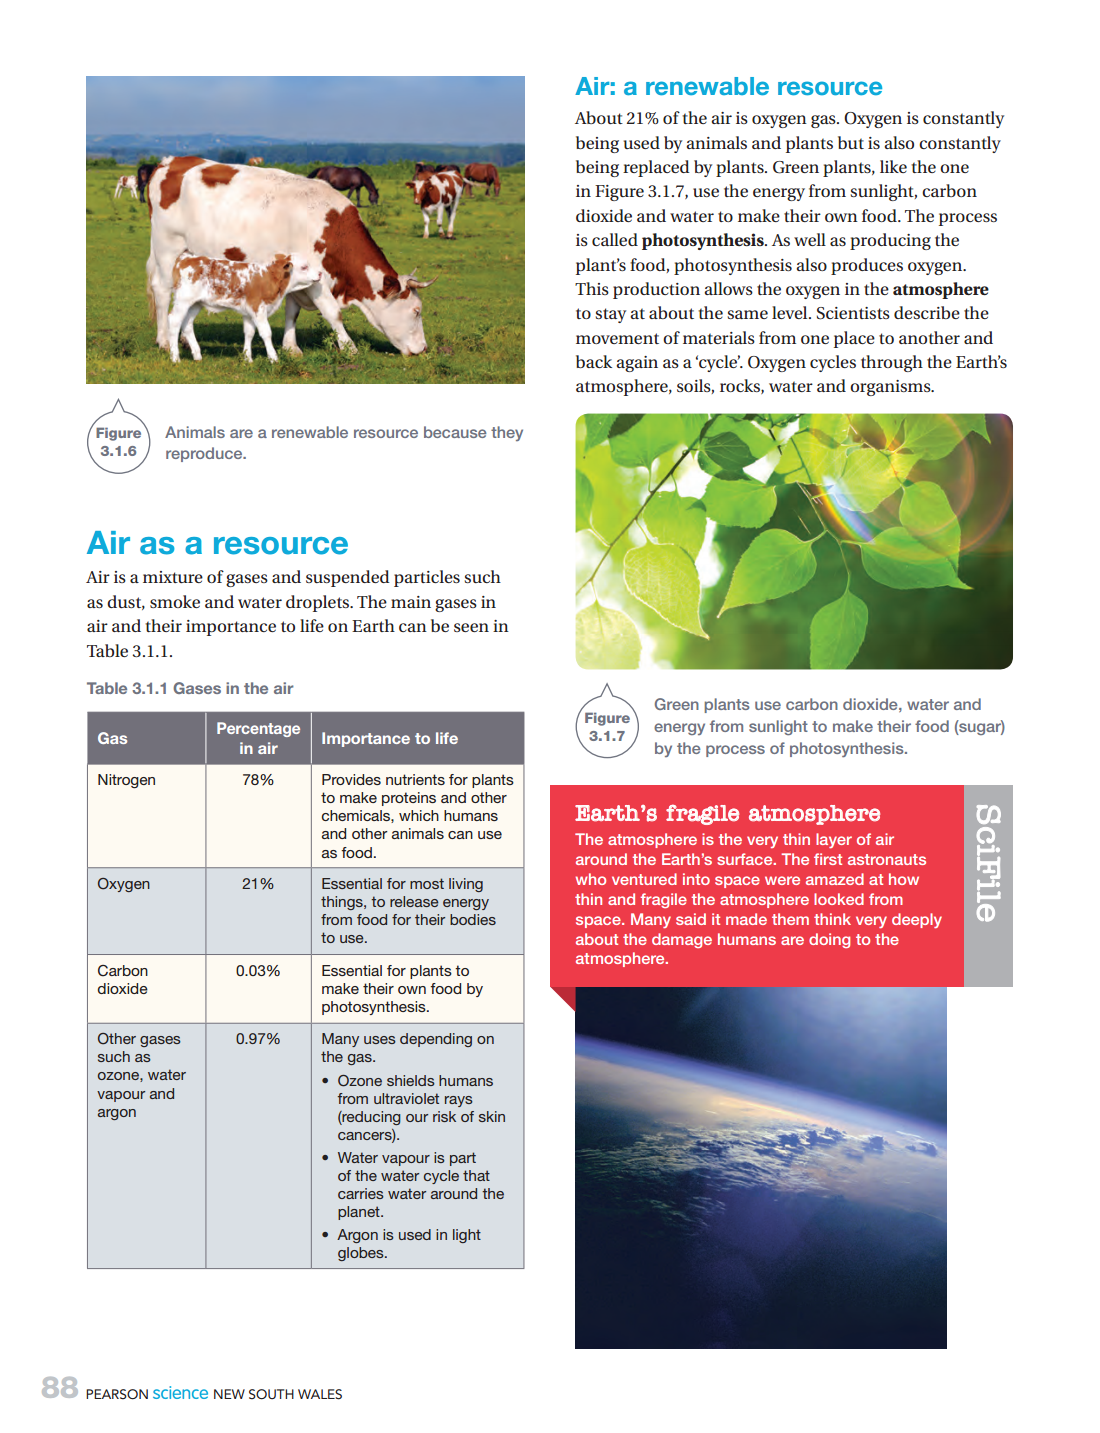 Figure
3.1.6
Animals are a renewable resource because they
reproduce.
Air as a resource
Air is a mixture of gases and suspended particles such
as dust, smoke and water droplets. The main gases in
air and their importance to life on Earth can be seen in
Table 3.1.1.
Table 3.1.1 Gases in the air
Gas
Percentage
in air
Importance to life
Nitrogen
78%
Provides nutrients for plants
to make proteins and other
chemicals, which humans
and other animals can use
as food.
Oxygen
21%
Essential for most living
things, to release energy
from food for their bodies
to use.
Carbon
dioxide
0.03%
Essential for plants to
make their own food by
photosynthesis.
Other gases
such as
ozone, water
vapour and
argon
0.97%
Many uses depending on
the gas.
• Ozone shields humans
from ultraviolet rays
(reducing our risk of skin
cancers).
• Water vapour is part
of the water cycle that
carries water around the
planet.
• Argon is used in light
globes.
Air: a renewable resource
About 21% of the air is oxygen gas. Oxygen is constantly
being used by animals and plants but is also constantly
being replaced by plants. Green plants, like the one
in Figure 3.1.7, use the energy from sunlight, carbon
dioxide and water to make their own food. The process
is called photosynthesis. As well as producing the
plant's food, photosynthesis also produces oxygen.
This production allows the oxygen in the atmosphere
to stay at about the same level. Scientists describe the
movement of materials from one place to another and
back again as a 'cycle'. Oxygen cycles through the Earth's
atmosphere, soils, rocks, water and organisms.
Figure
3.1.7
Green plants use carbon dioxide, water and
energy from sunlight to make their food (sugar)
by the process of photosynthesis.
Earth's fragile atmosphere
The atmosphere is the very thin layer of air
around the Earth's surface. The first astronauts
who ventured into space were amazed at how
thin and fragile the atmosphere looked from
space. Many said it made them think very deeply
about the damage humans are doing to the
atmosphere.
SciFile
88 PEARSON science NEW SOUTH WALES